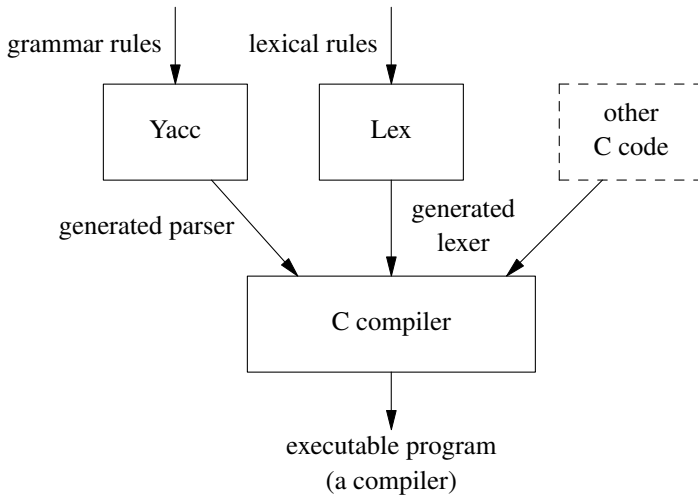 grammar rules
lexical rules
Yacc
Lex
other
C code
generated parser
generated
lexer
C compiler
executable program
(a compiler)